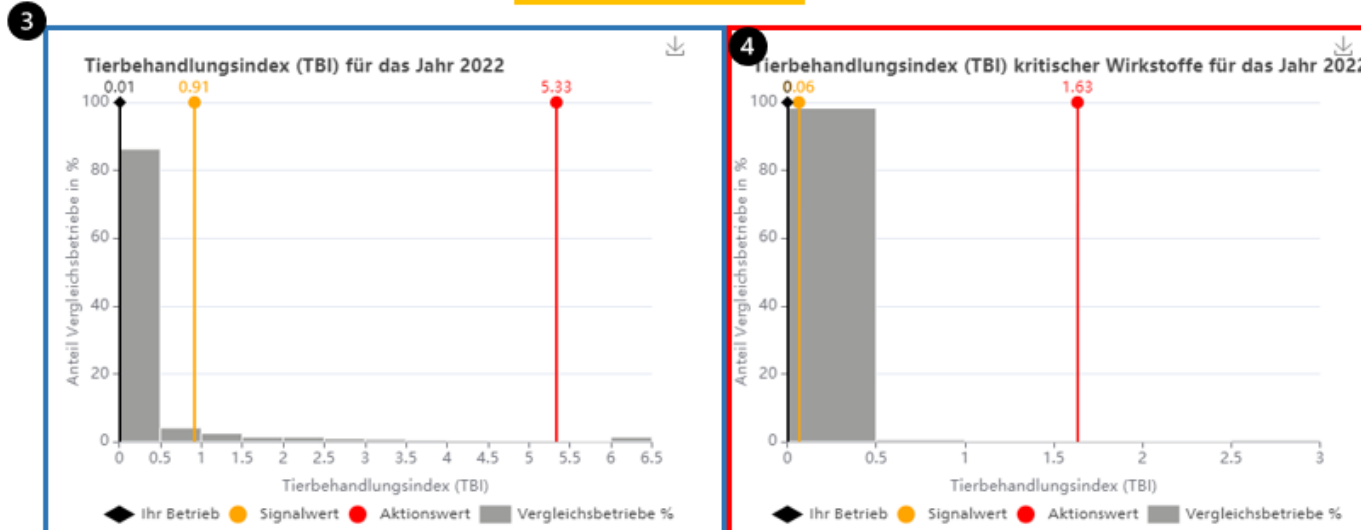 3
Tierbehandlungsindex (TBI) für das Jahr 2022
0.01
0.91
5.33
100
80
60
40
20
0
Anteil Vergleichsbetriebe in %
0 0.5 1 1.5 2 2.5 3 3.5 4 4.5 5 5.5 6 6.5
Tierbehandlungsindex (TBI)
Ihr Betrieb Signalwert Aktionswert Vergleichsbetriebe %
4
Tierbehandlungsindex (TBI) kritischer Wirkstoffe für das Jahr 2022
0
0.06
1.63
100
80
60
40
20
0
Anteil Vergleichsbetriebe in %
0 0.5 1 1.5 2 2.5 3
Tierbehandlungsindex (TBI)
Ihr Betrieb Signalwert Aktionswert Vergleichsbetriebe %